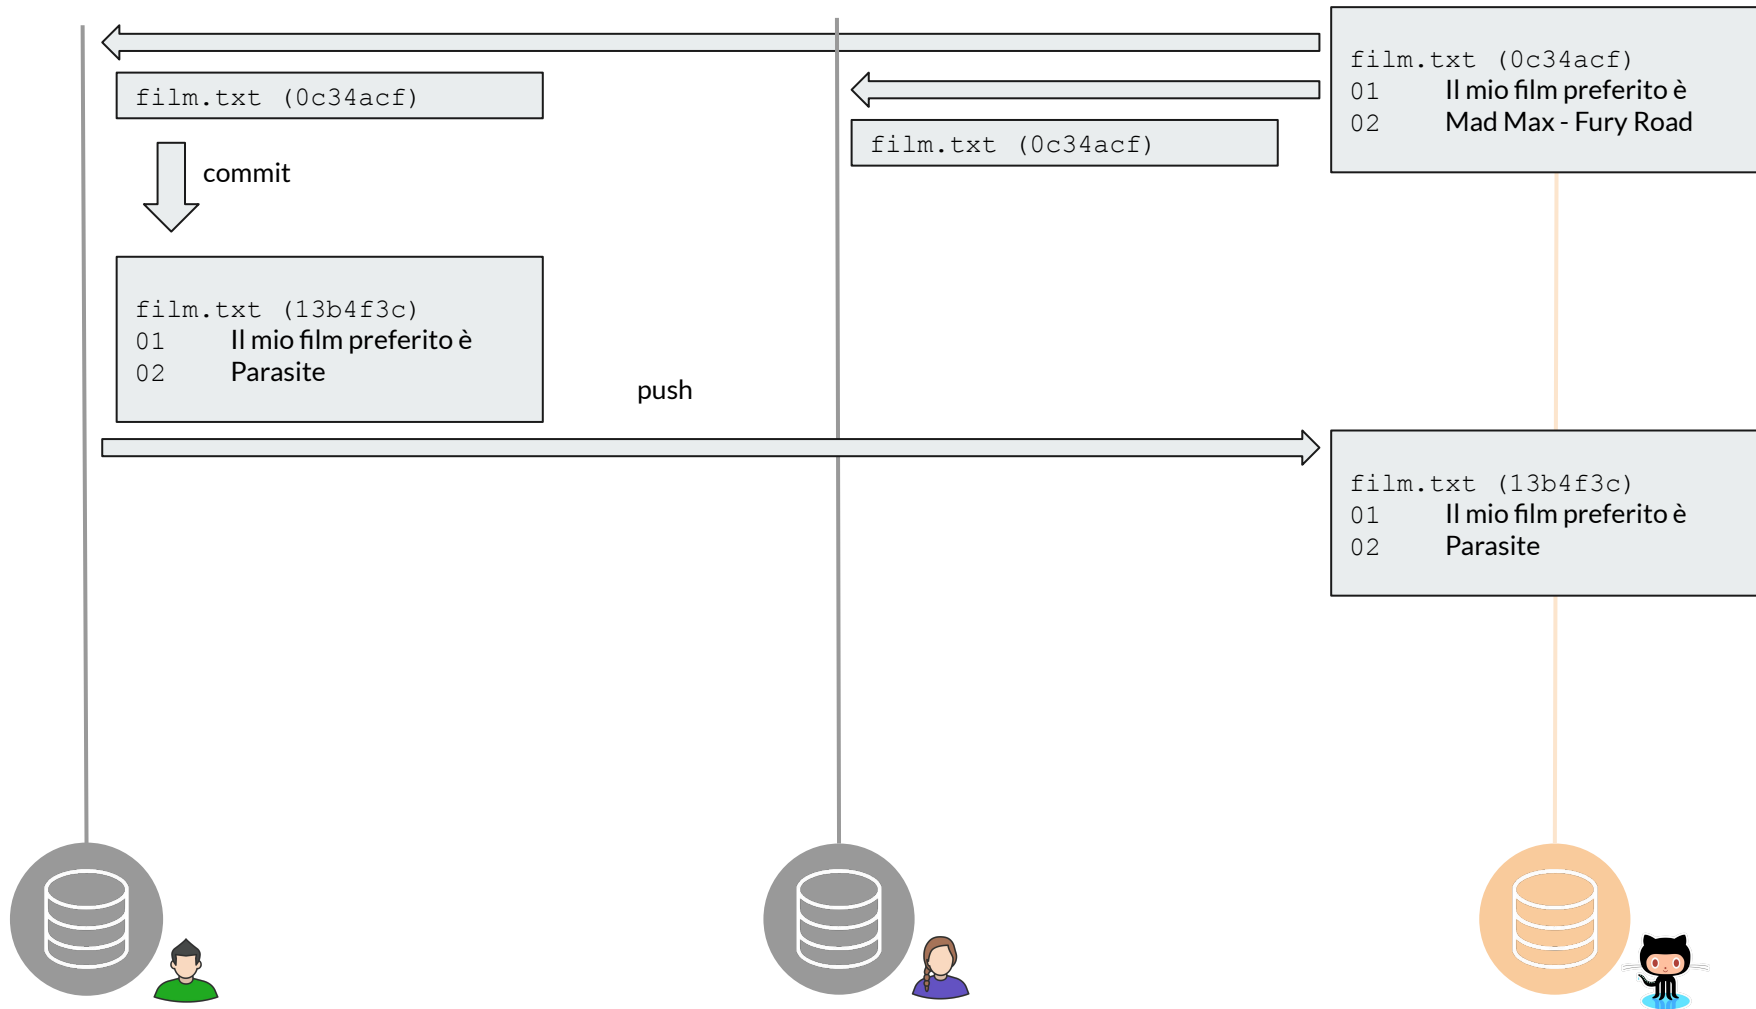 film.txt (0c34acf)
01 Il mio film preferito è
02 Mad Max - Fury Road
film.txt (0c34acf)
film.txt (0c34acf)
commit
film.txt (13b4f3c)
01 Il mio film preferito è
02 Parasite
push
film.txt (13b4f3c)
01 Il mio film preferito è
02 Parasite